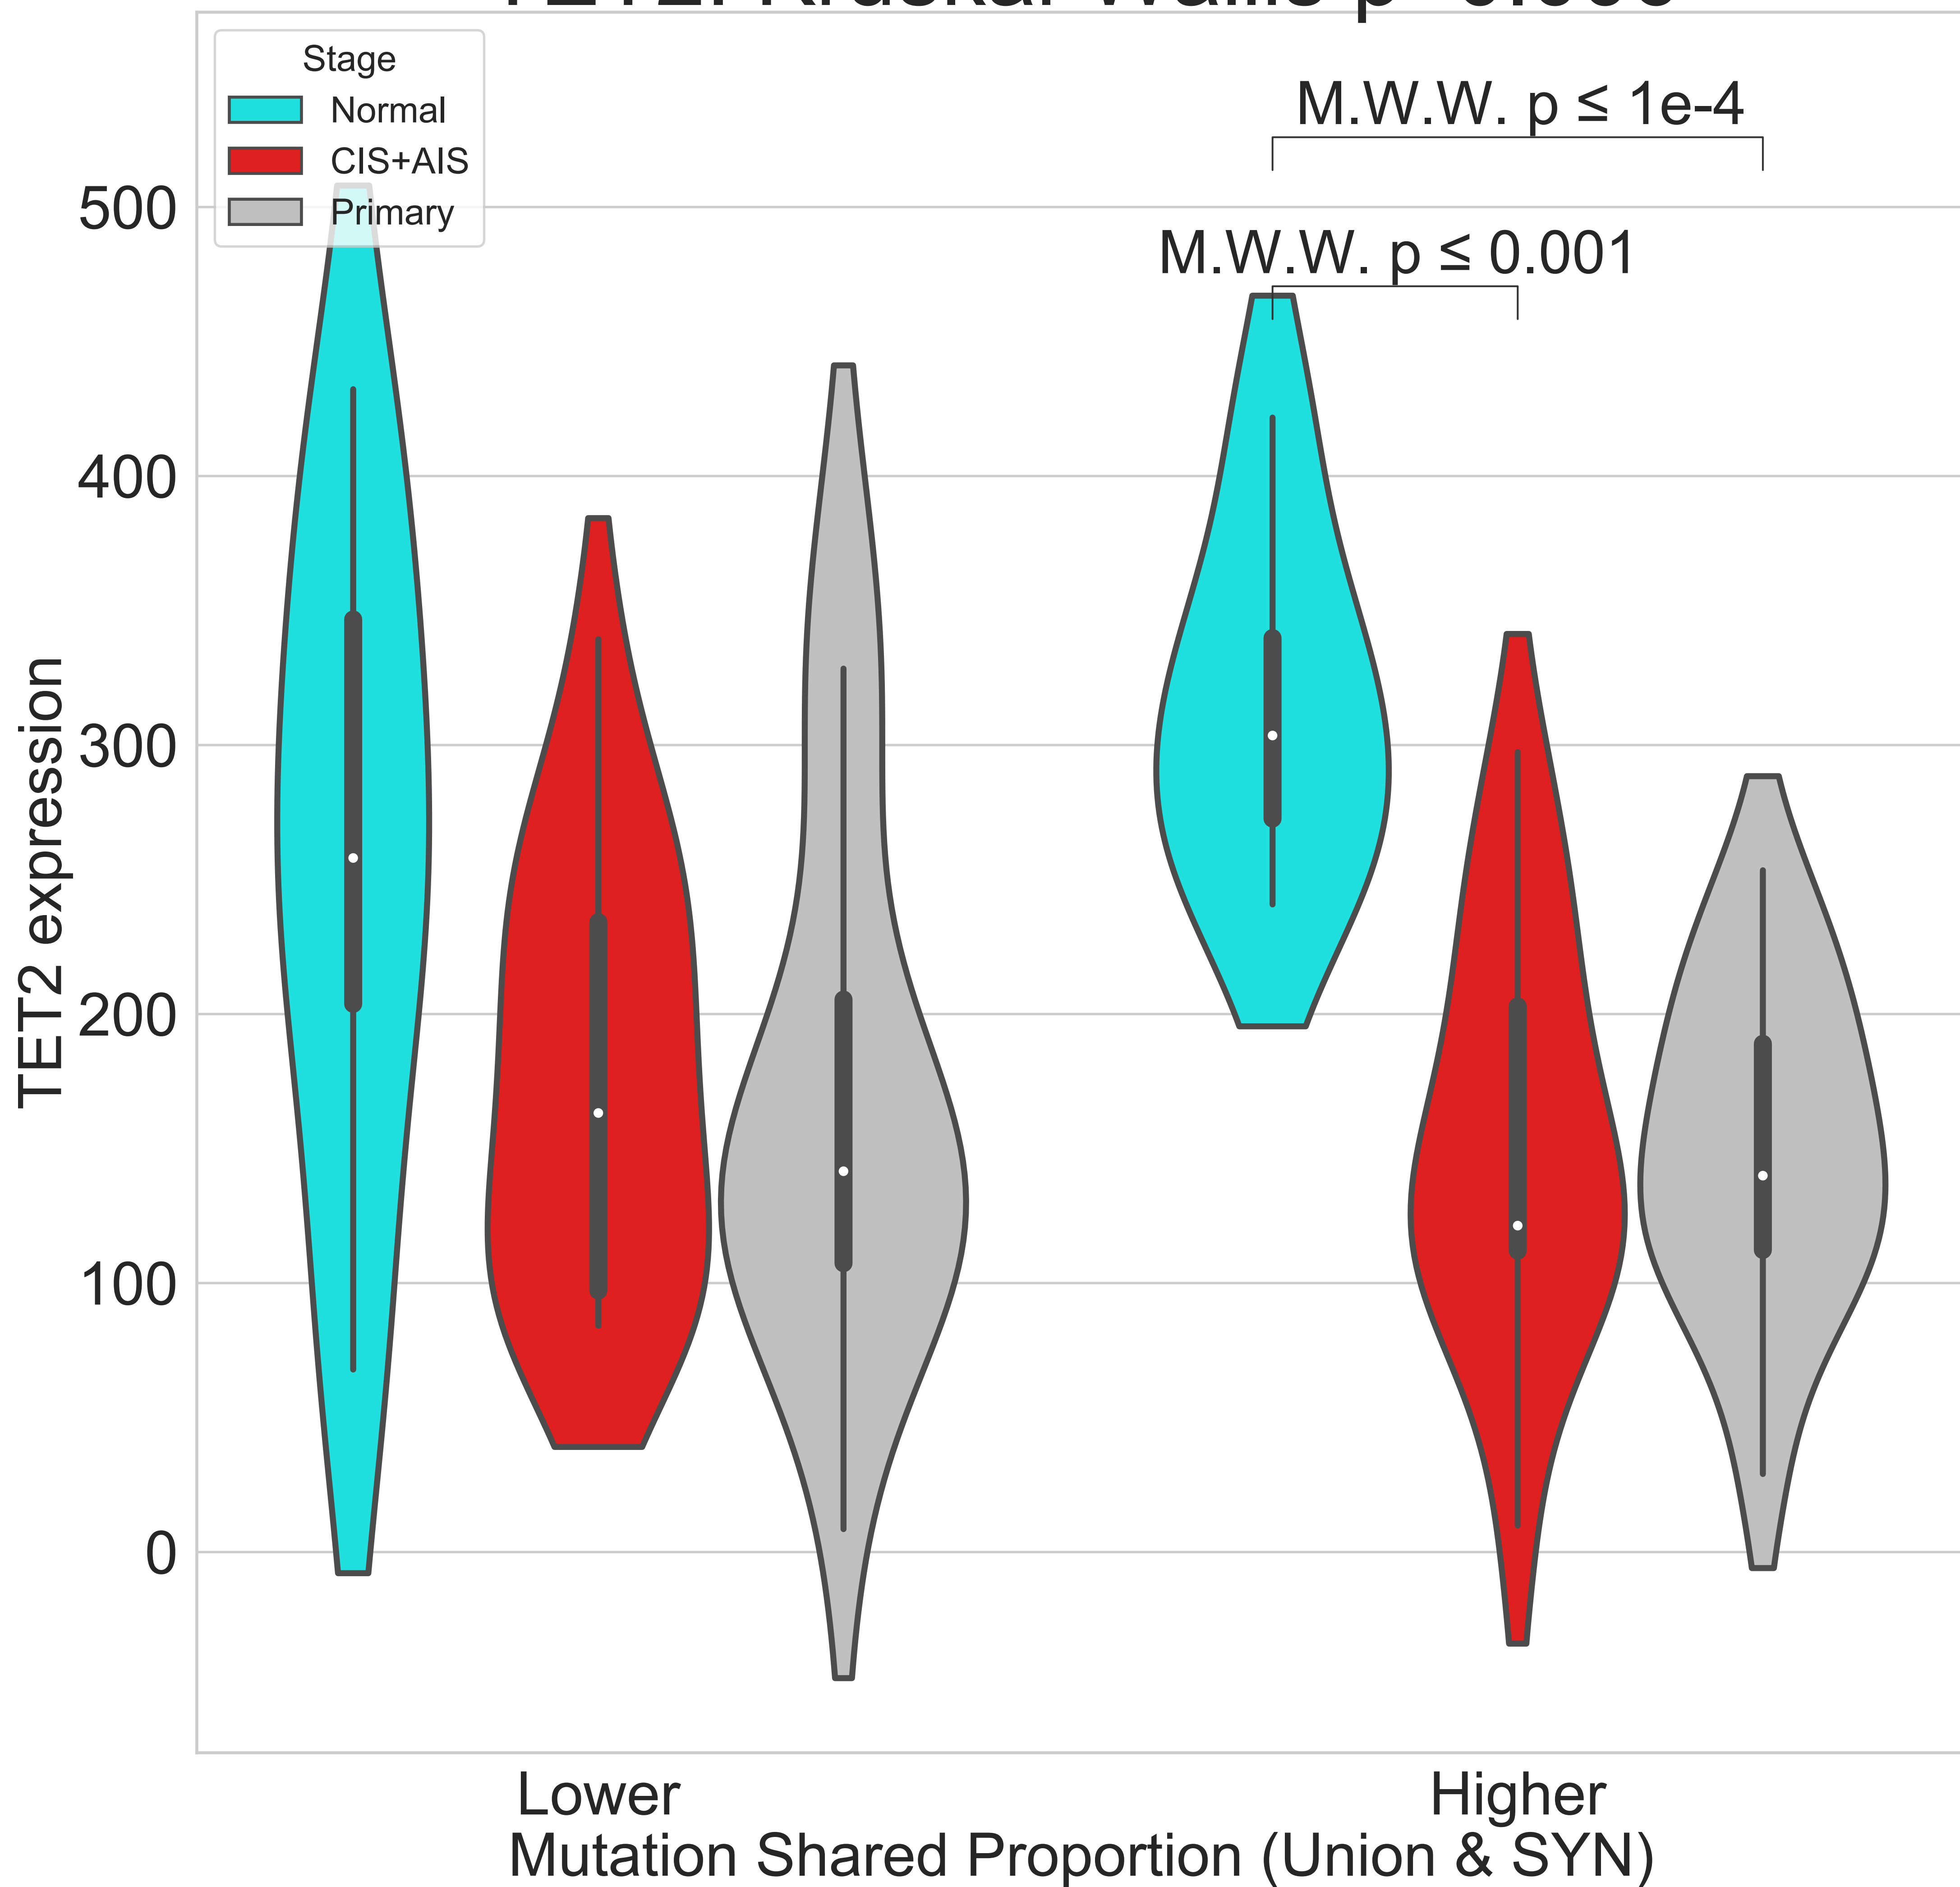 Stage
Normal
CIS+AIS
Primary
M.W.W. p ≤ 1e-4
M.W.W. p ≤ 0.001
500
400
300
200
100
0
TET2 expression
Lower
Higher
Mutation Shared Proportion (Union & SYN)